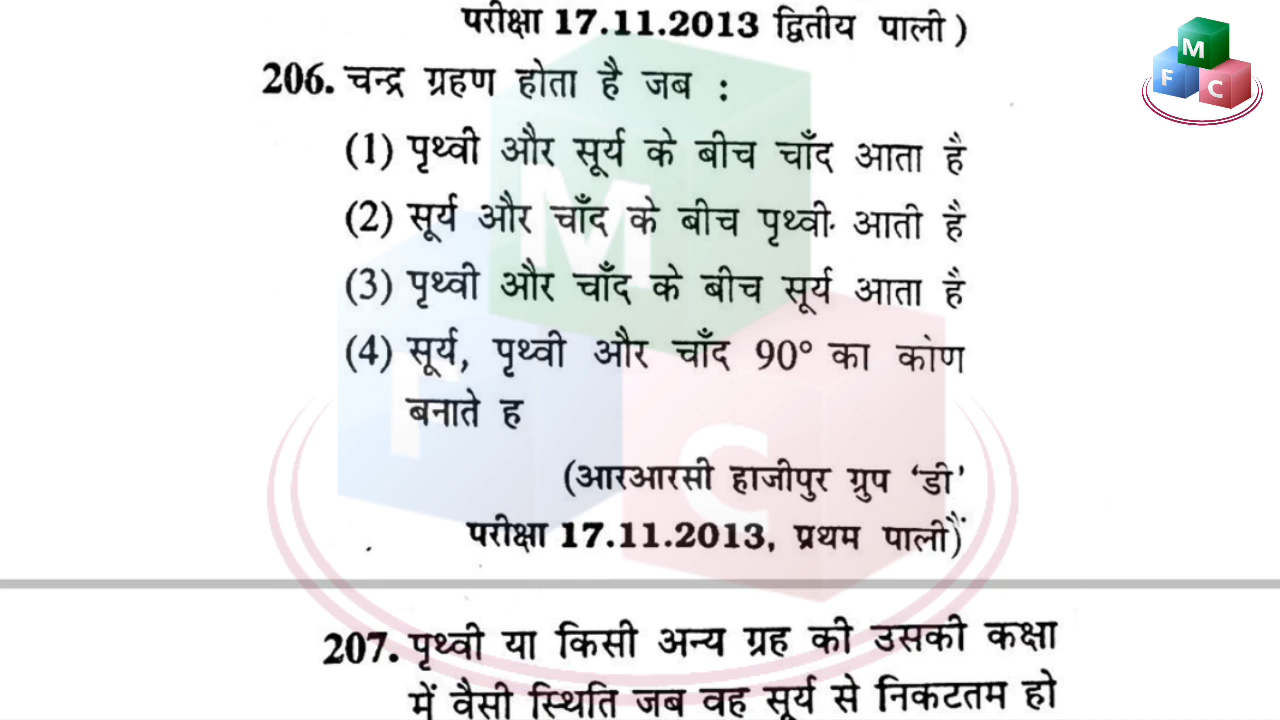 परीक्षा 17.11.2013 द्वितीय पाली )
M
F
C
206. चन्द्र ग्रहण होता है जब :
(1) पृथ्वी और सूर्य के बीच चाँद आता है
(2) सूर्य और चाँद के बीच पृथ्वी आती है
(3) पृथ्वी और चाँद के बीच सूर्य आता है
(4) सूर्य, पृथ्वी और चाँद 90° का कोण
बनाते ह
(आरआरसी हाजीपुर ग्रुप ‘डी’
परीक्षा 17.11.2013, प्रथम पाली)
207. पृथ्वी या किसी अन्य ग्रह की उसकी कक्षा
में वैसी स्थिति जब वह सूर्य से निकटतम हो
M
F
C